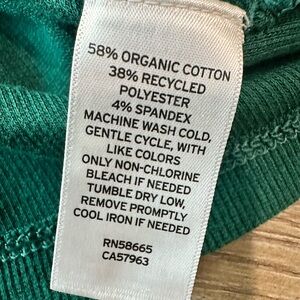 58% ORGANIC COTTON
38% RECYCLED
POLYESTER
4% SPANDEX
MACHINE WASH COLD,
GENTLE CYCLE, WITH
LIKE COLORS
ONLY NON-CHLORINE
BLEACH IF NEEDED
TUMBLE DRY LOW,
REMOVE PROMPTLY
COOL IRON IF NEEDED
RN58665
CA57963